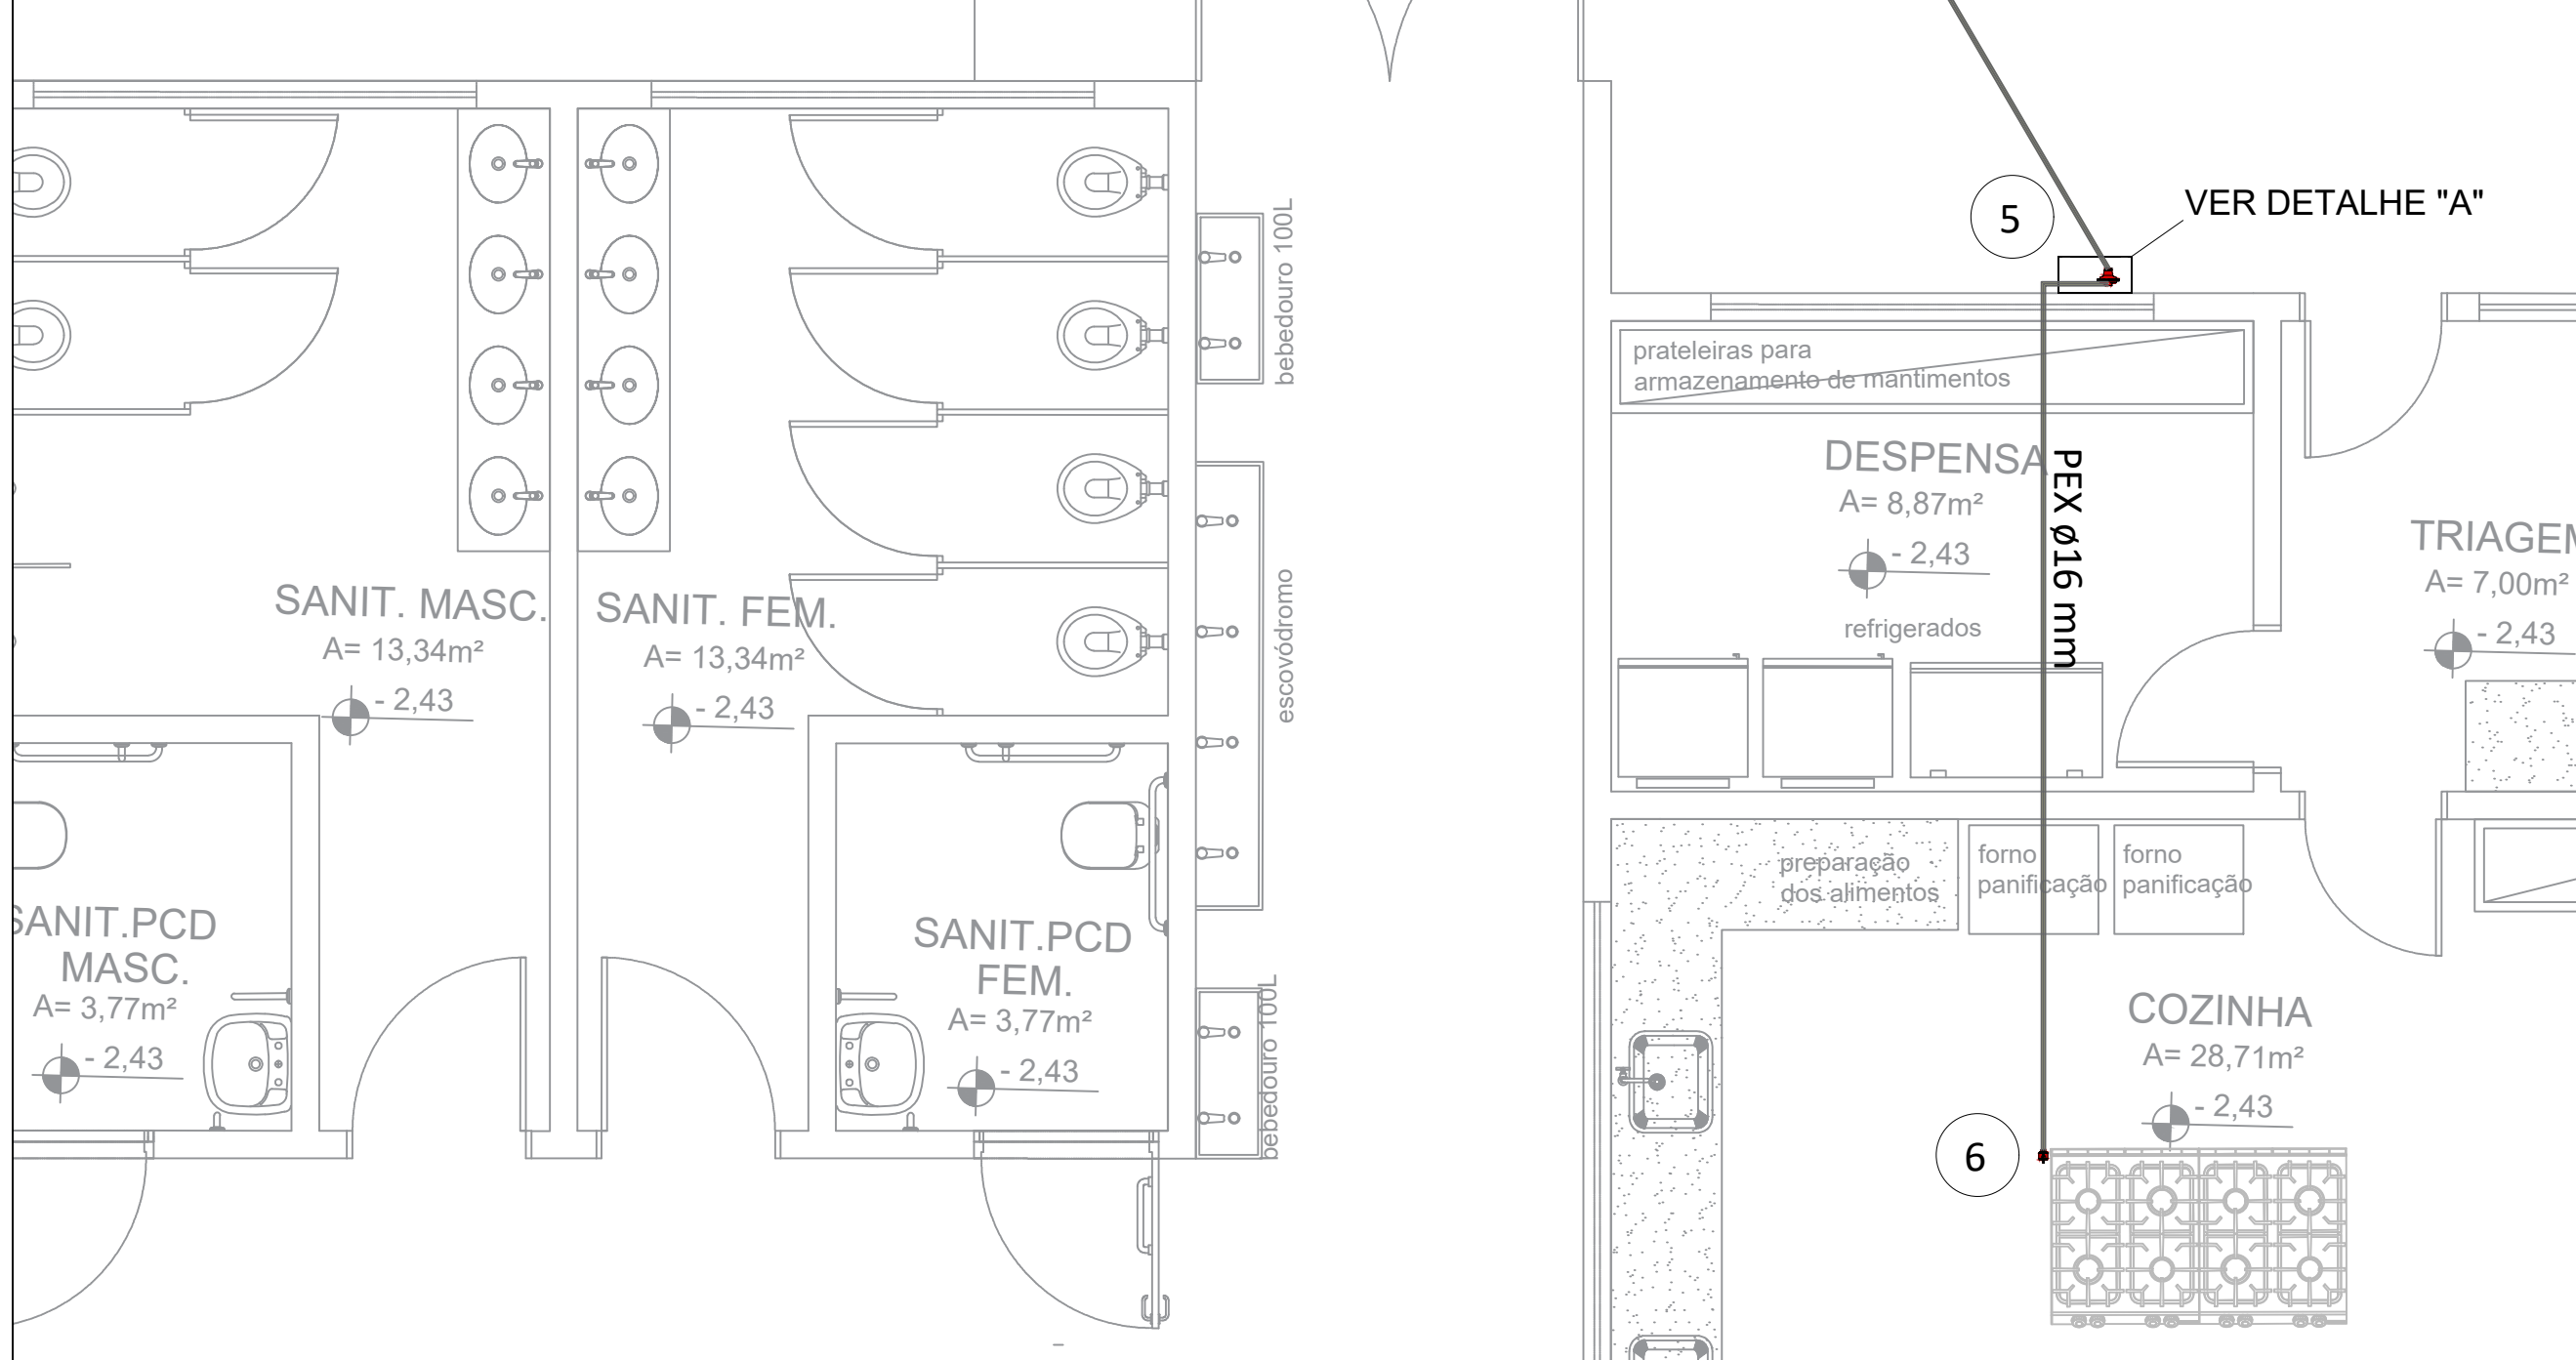 5
VER DETALHE "A"
bebedouro 100L
prateleiras para
armazenamento de mantimentos
DESPENSA
A= 8,87m²
- 2,43
refrigerados
PEX ø16 mm
TRIAGEM
A= 7,00m²
- 2,43
SANIT. MASC.
A= 13,34m²
- 2,43
SANIT. FEM.
A= 13,34m²
- 2,43
escovódromo
preparação
dos alimentos
forno
panificação
forno
panificação
SANIT.PCD
MASC.
A= 3,77m²
- 2,43
SANIT.PCD
FEM.
A= 3,77m²
- 2,43
bebedouro 100L
COZINHA
A= 28,71m²
- 2,43
6